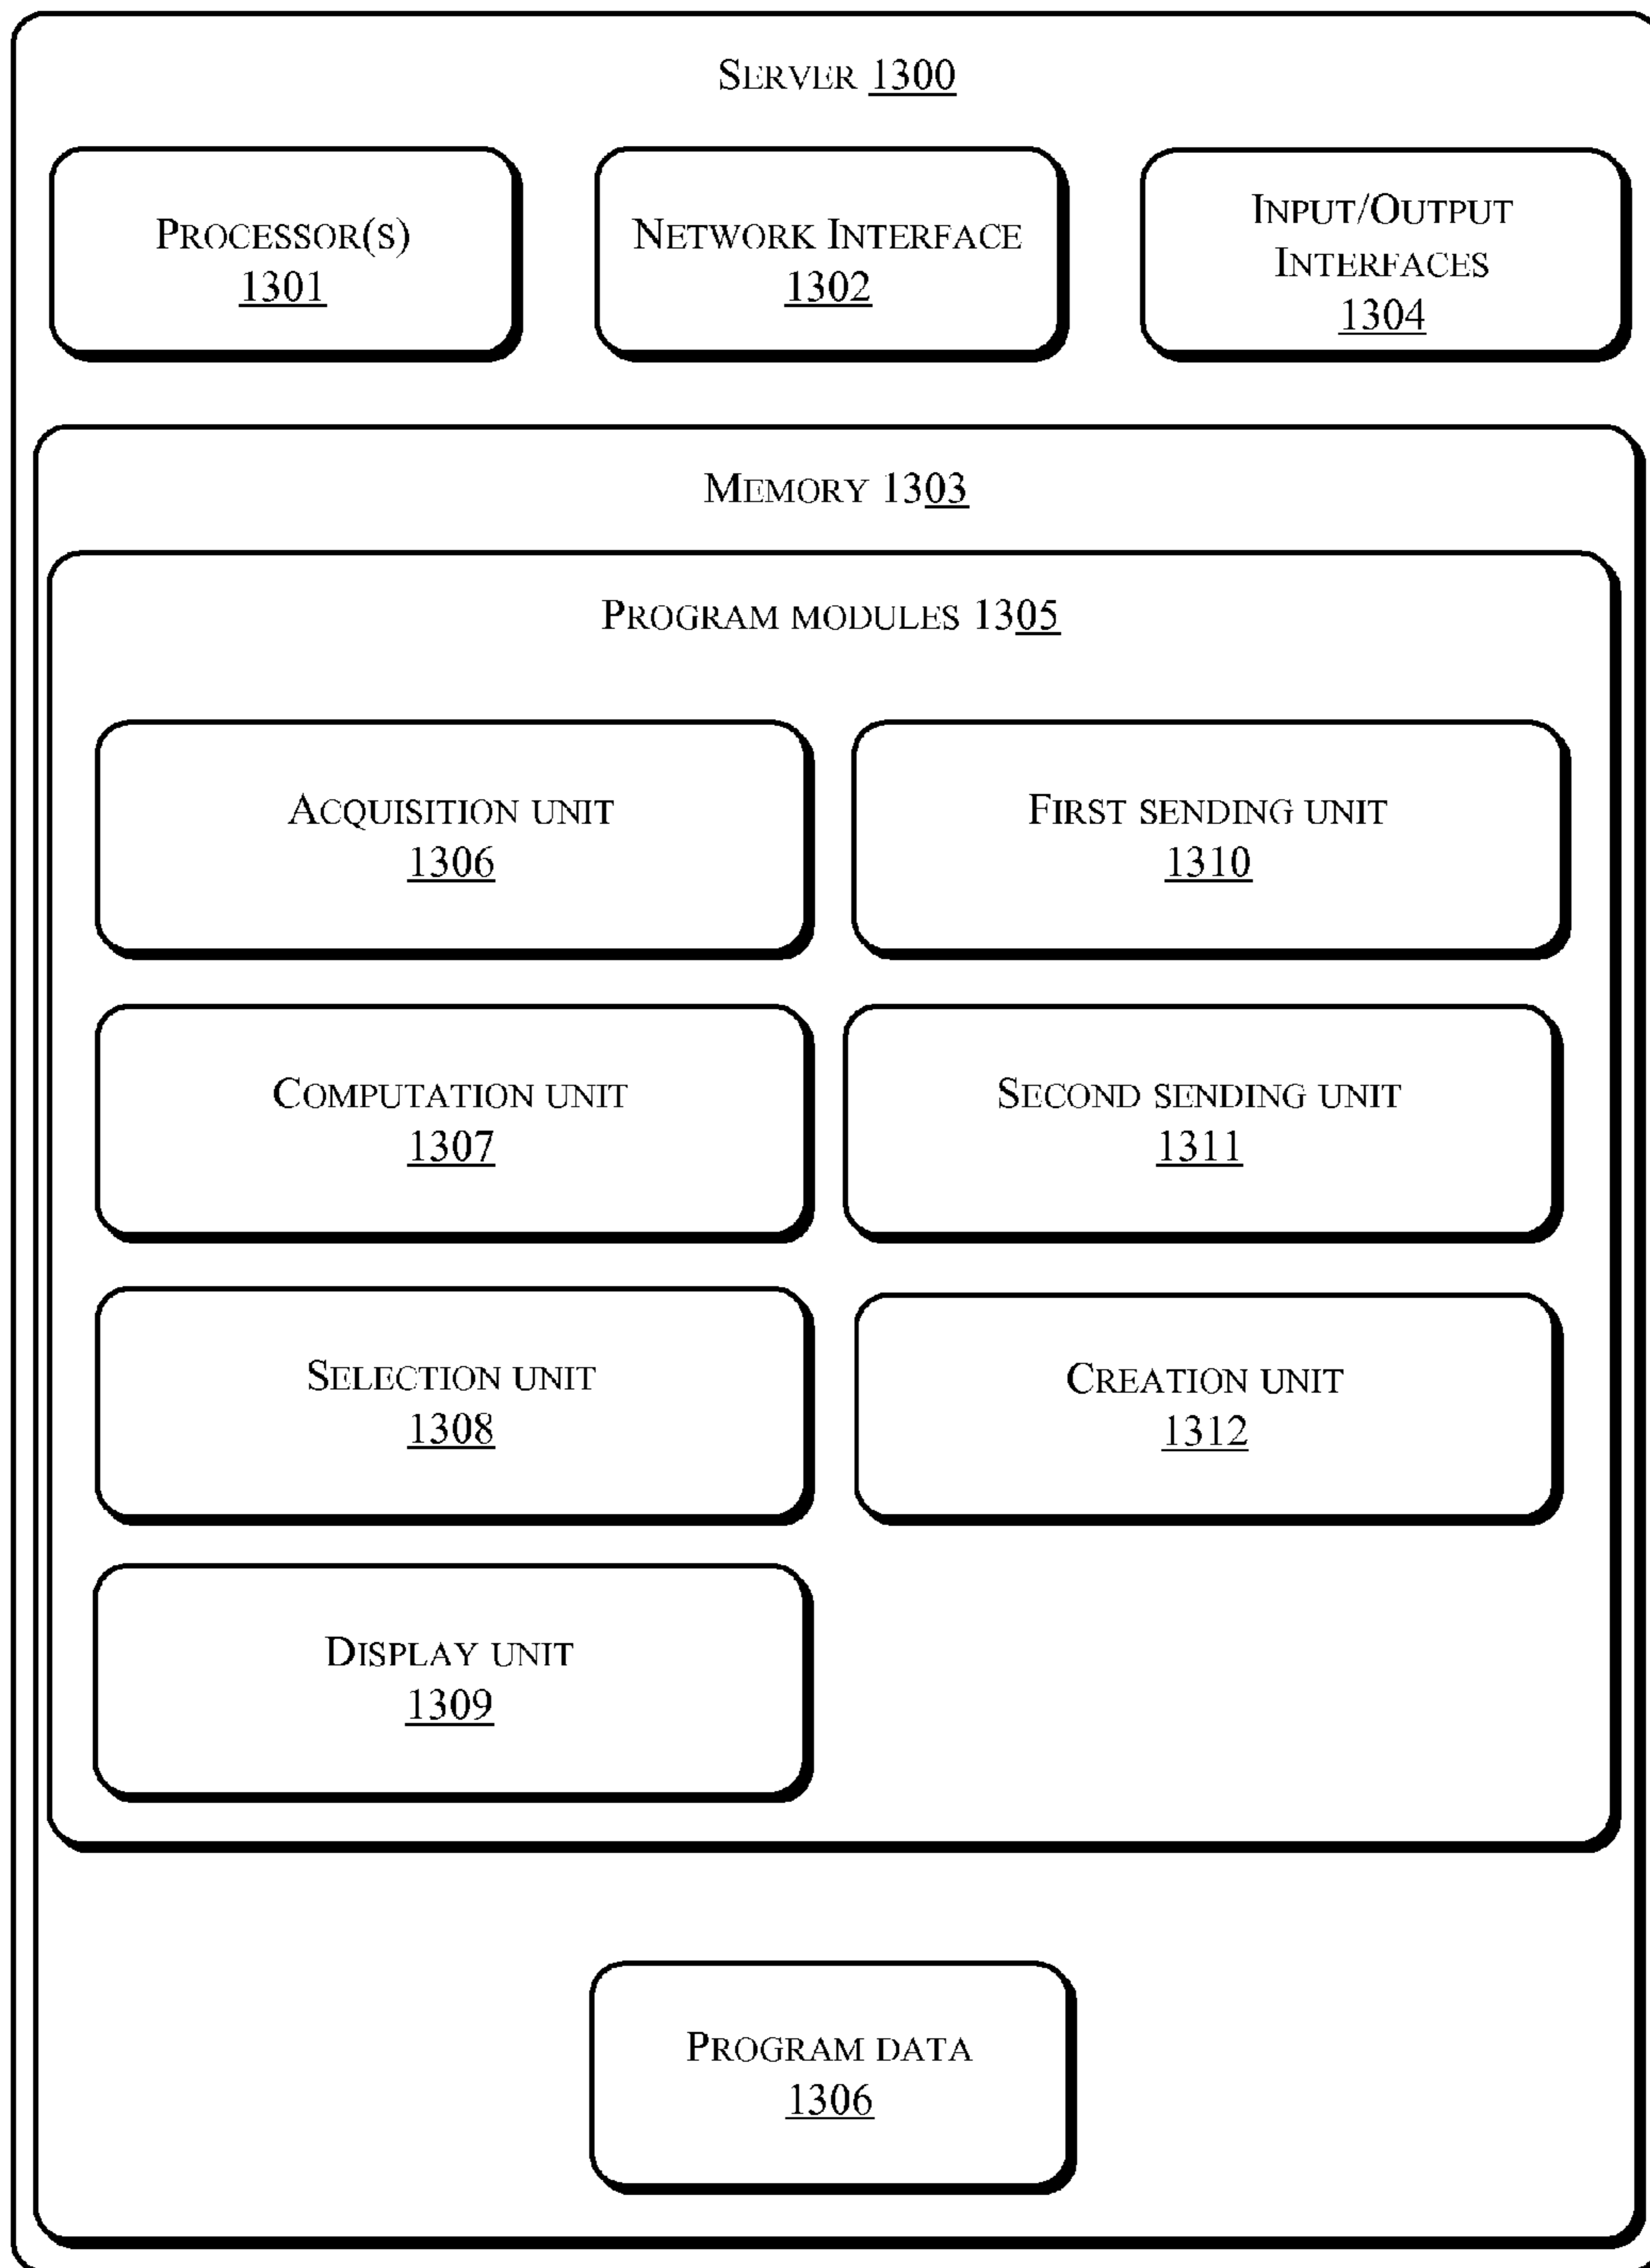 SERVER 1300
PROCESSOR(S)
1301
NETWORK INTERFACE
1302
INPUT/OUTPUT
INTERFACES
1304
MEMORY 1303
PROGRAM MODULES 1305
ACQUISITION UNIT
1306
FIRST SENDING UNIT
1310
COMPUTATION UNIT
1307
SECOND SENDING UNIT
1311
SELECTION UNIT
1308
CREATION UNIT
1312
DISPLAY UNIT
1309
PROGRAM DATA
1306